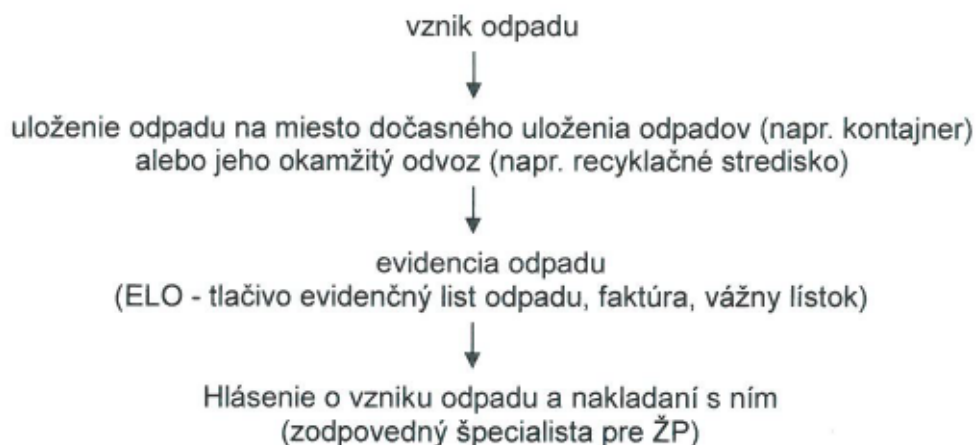 vznik odpadu
uloženie odpadu na miesto dočasného uloženia odpadov (napr. kontajner)
alebo jeho okamžitý odvoz (napr. recyklačné stredisko)
evidencia odpadu
(ELO - tlačivo evidenčný list odpadu, faktúra, vážny lístok)
Hlásenie o vzniku odpadu a nakladaní s ním
(zodpovedný špecialista pre ŽP)